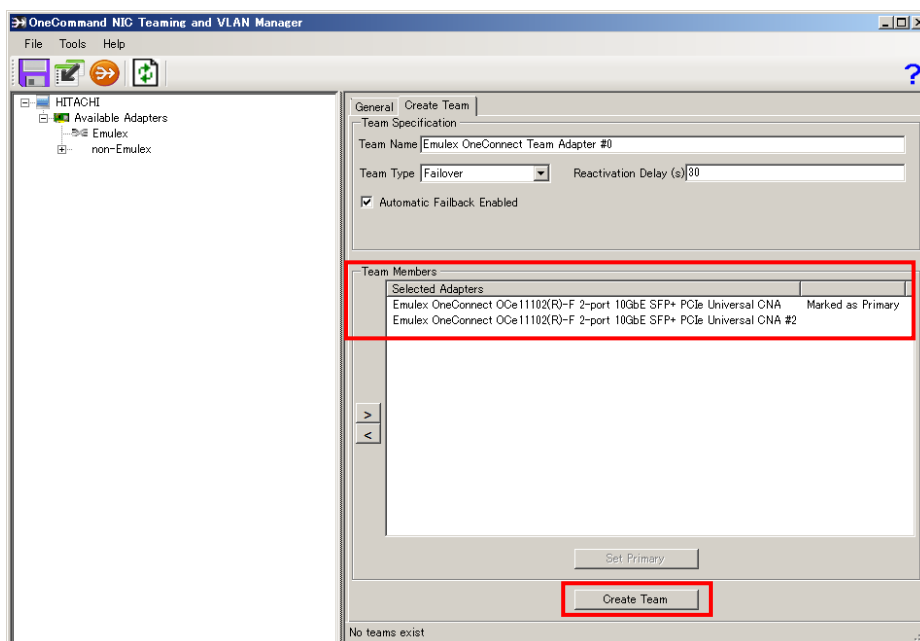 OneCommand NIC Teaming and VLAN Manager
File Tools Help
?
HITACHI
Available Adapters
Emulex
non-Emulex
General Create Team
Team Specification
Team Name Emulex OneConnect Team Adapter #0
Team Type Failover Reactivation Delay (s) 30
Automatic Failback Enabled
Team Members
Selected Adapters
Emulex OneConnect OCe11102(R)-F 2-port 10GbE SFP+ PCIe Universal CNA Marked as Primary
Emulex OneConnect OCe11102(R)-F 2-port 10GbE SFP+ PCIe Universal CNA #2
>
<
Set Primary
Create Team
No teams exist